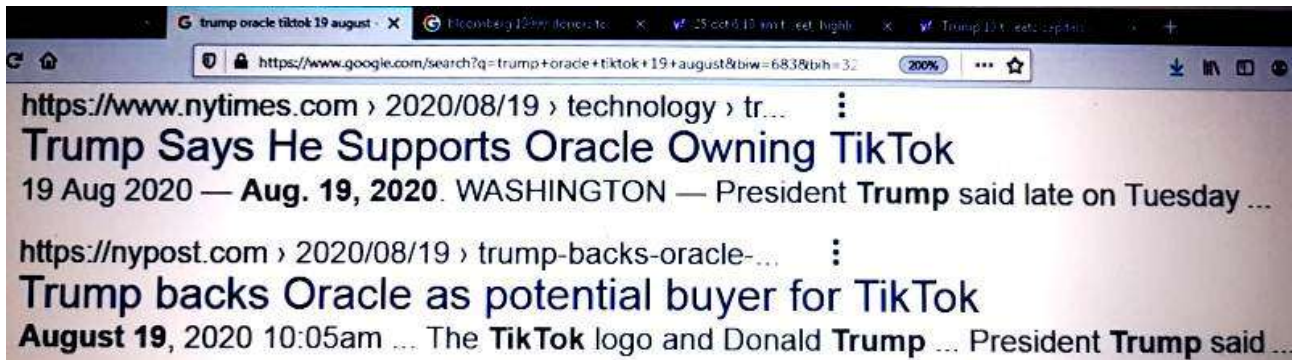 trump oracle tiktok 19 august -
https://www.google.com/search?q=trump+oracle+tiktok+19+august&biw=683&bih=32
200%
https://www.nytimes.com › 2020/08/19 › technology › tr...
Trump Says He Supports Oracle Owning TikTok
19 Aug 2020 — Aug. 19, 2020. WASHINGTON — President Trump said late on Tuesday ...
https://nypost.com › 2020/08/19 › trump-backs-oracle-...
Trump backs Oracle as potential buyer for TikTok
August 19, 2020 10:05am ... The TikTok logo and Donald Trump ... President Trump said ...